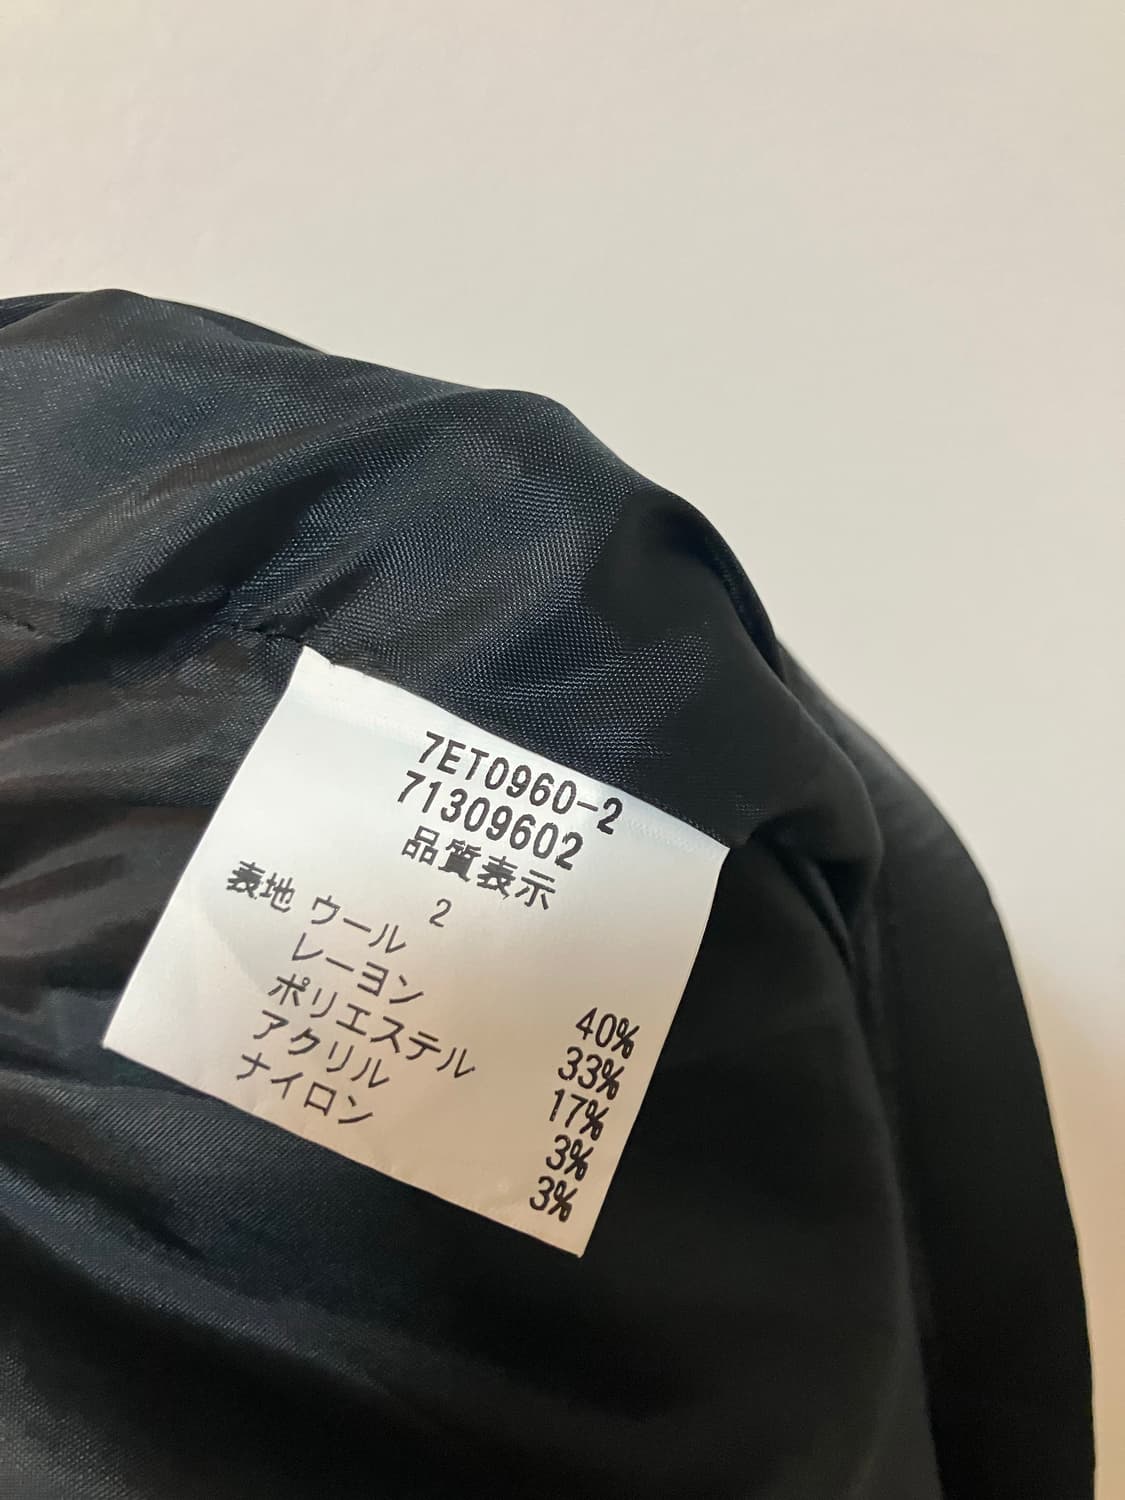 7ET0960-2
71309602
品質表示
2
表地 ウール 40%
レーヨン 33%
ポリエステル 17%
アクリル 3%
ナイロン 3%